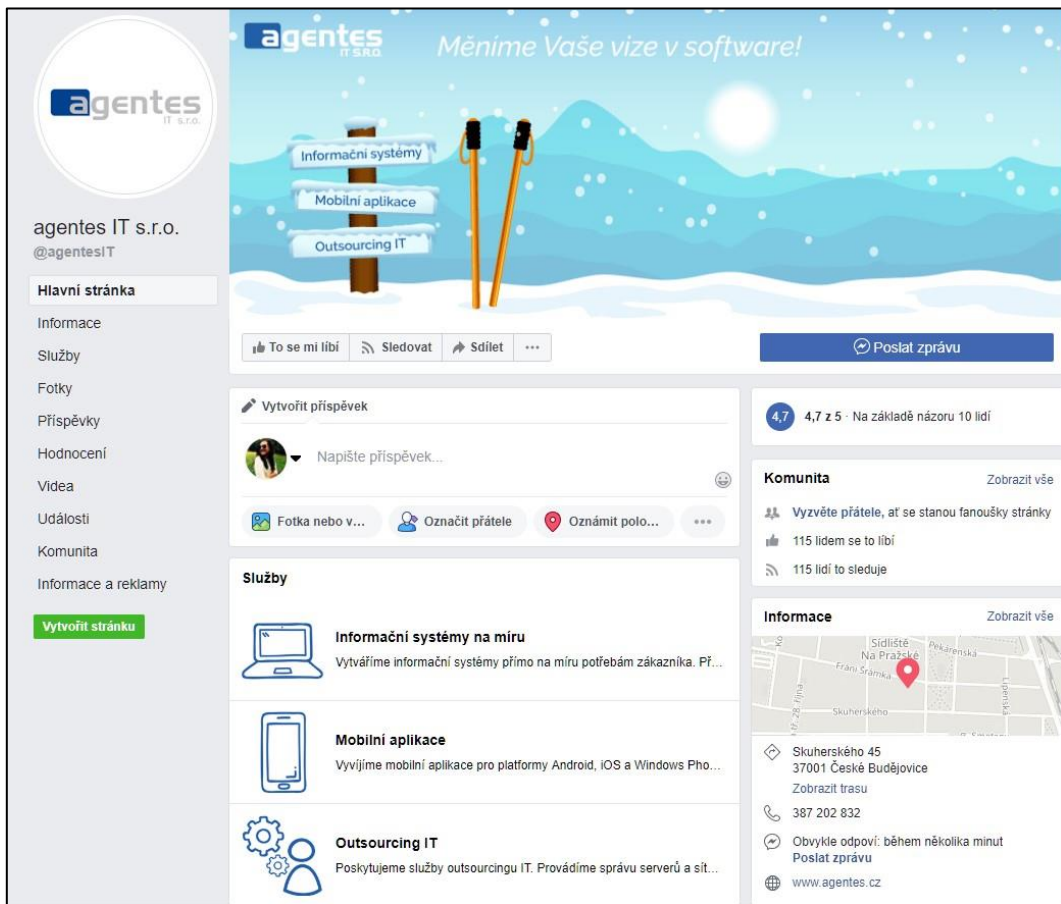 agentes
IT s.r.o.
agentes IT s.r.o.
@agentesIT
Hlavní stránka
Informace
Služby
Fotky
Příspěvky
Hodnocení
Videa
Události
Komunita
Informace a reklamy
Vytvořit stránku
agentes
IT S.R.O.
Měníme Vaše vize v software!
Informační systémy
Mobilní aplikace
Outsourcing IT
To se mi líbí
Sledovat
Sdílet
Poslat zprávu
Vytvořit příspěvek
Napište příspěvek...
Fotka nebo v...
Označit přátele
Oznámit polo...
Služby
Informační systémy na míru
Vytváříme informační systémy přímo na míru potřebám zákazníka. Př...
Mobilní aplikace
Vyvíjíme mobilní aplikace pro platformy Android, iOS a Windows Pho...
Outsourcing IT
Poskytujeme služby outsourcingu IT. Provádíme správu serverů a sít...
4,7 4,7 z 5 · Na základě názoru 10 lidí
Komunita Zobrazit vše
Vyzvěte přátele, ať se stanou fanoušky stránky
115 lidem se to líbí
115 lidí to sleduje
Informace Zobrazit vše
Sídliště
Na Pražské
Pekárenská
Fráni Šrámka
Lipenská
Skuherského
tř. 28. října
Skuherského 45
37001 České Budějovice
Zobrazit trasu
387 202 832
Obvykle odpoví: během několika minut
Poslat zprávu
www.agentes.cz